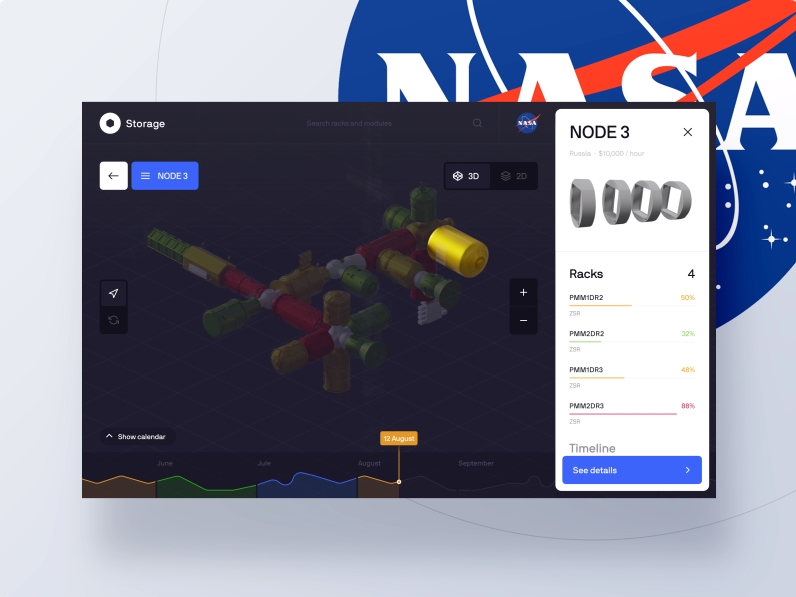 NASA
Storage
Search racks and modules
NASA
NODE 3
3D
2D
Show calendar
12 August
June
Jule
August
September
NODE 3
Russia · $10,000 / hour
Racks 4
PMM1DR2 50%
ZSR
PMM2DR2 32%
ZSR
PMM1DR3 48%
ZSR
PMM2DR3 88%
ZSR
Timeline
See details